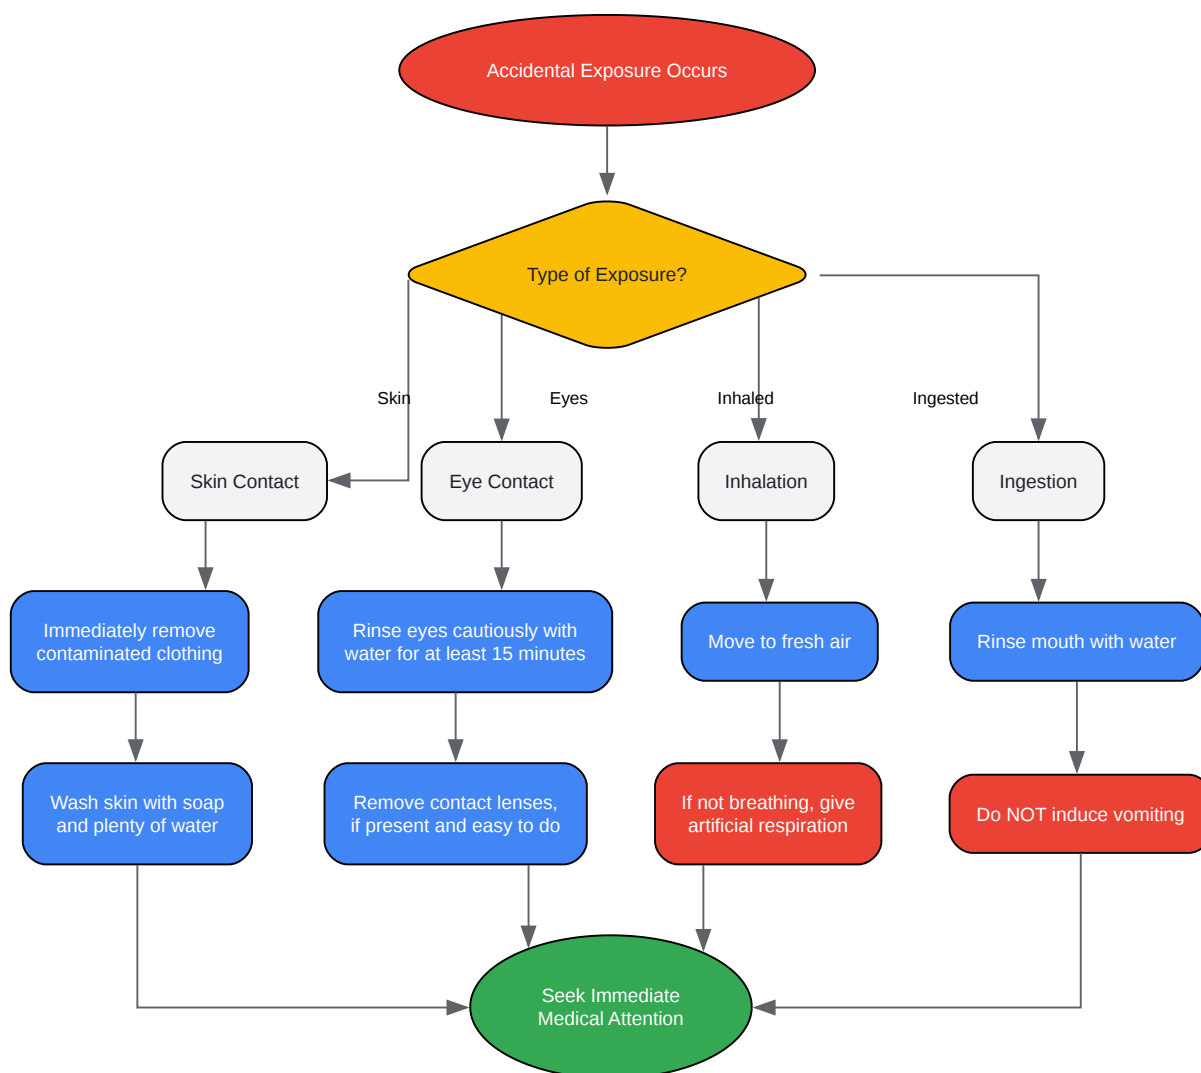 Accidental Exposure Occurs
Type of Exposure?
Skin
Eyes
Inhaled
Ingested
Skin Contact
Eye Contact
Inhalation
Ingestion
Immediately remove
contaminated clothing
Rinse eyes cautiously with
water for at least 15 minutes
Move to fresh air
Rinse mouth with water
Wash skin with soap
and plenty of water
Remove contact lenses,
if present and easy to do
If not breathing, give
artificial respiration
Do NOT induce vomiting
Seek Immediate
Medical Attention